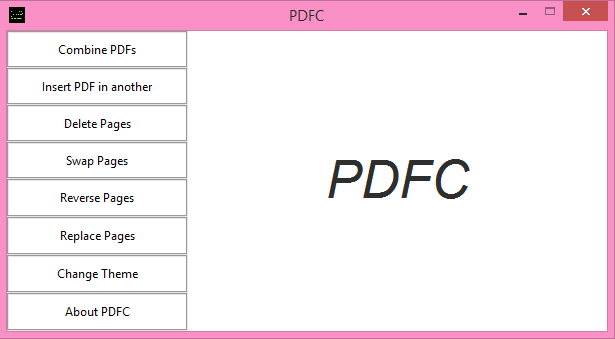 PDFC
Combine PDFs
Insert PDF in another
Delete Pages
Swap Pages
Reverse Pages
Replace Pages
Change Theme
About PDFC
PDFC